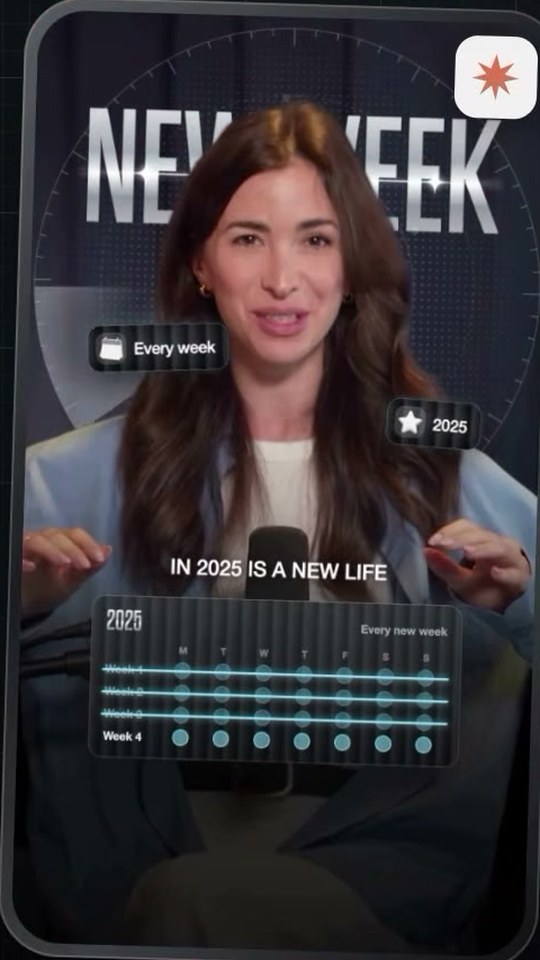 NEW WEEK
Every week
2025
IN 2025 IS A NEW LIFE
2025
Every new week
M T W T F S S
Week 1
Week 2
Week 3
Week 4